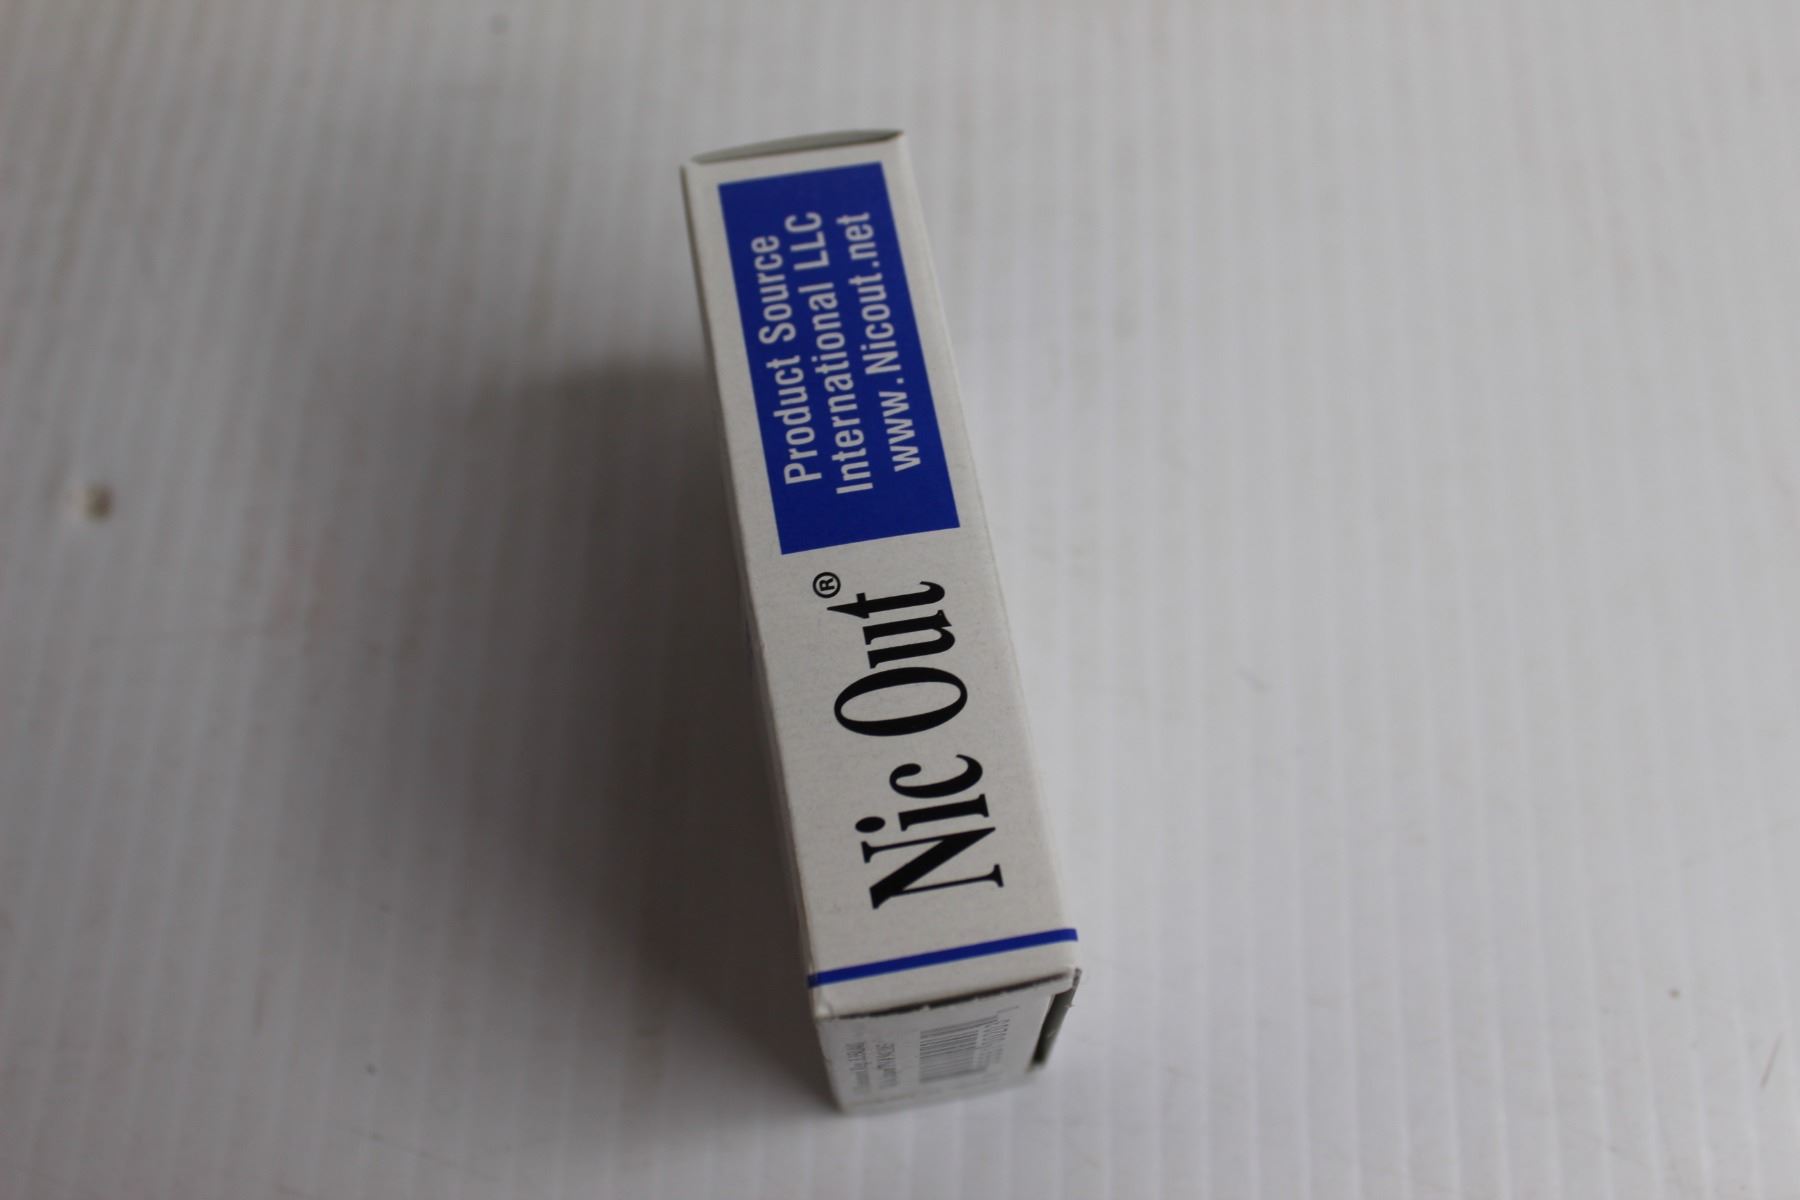 Nic Out®
Product Source
International LLC
www.Nicout.net